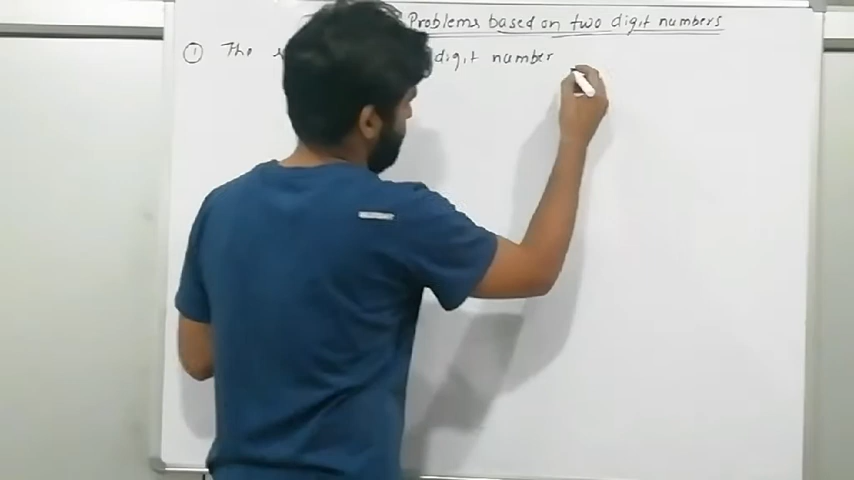 Problems based on two digit numbers
① The digit number